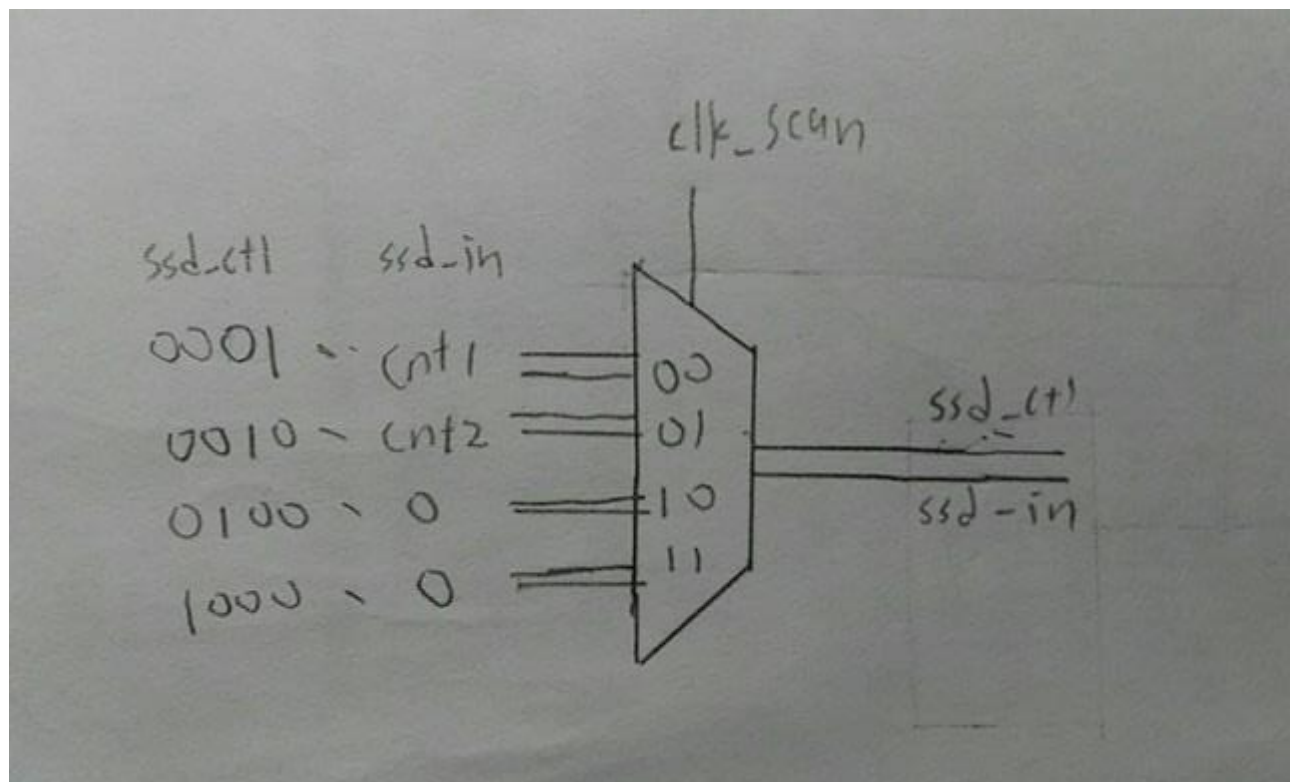 clk_scan
ssd_ctl ssd_in
0001 、 cnt1
0010 、 cnt2
0100 、 0
1000 、 0
00
01
10
11
ssd_ctl
ssd-in